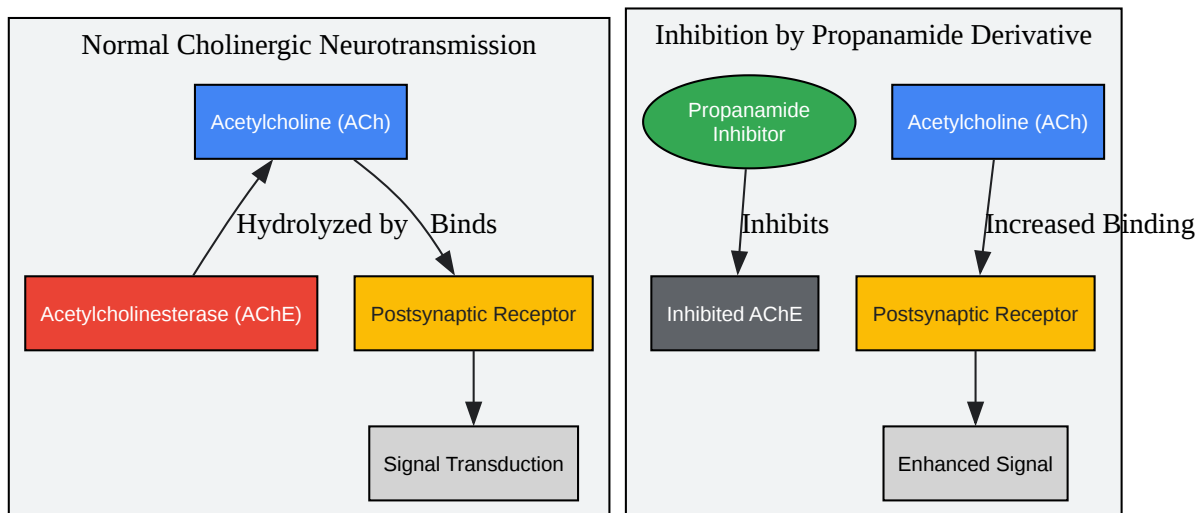 Normal Cholinergic Neurotransmission
Acetylcholine (ACh)
Hydrolyzed by
Binds
Acetylcholinesterase (AChE)
Postsynaptic Receptor
Signal Transduction
Inhibition by Propanamide Derivative
Propanamide
Inhibitor
Acetylcholine (ACh)
Inhibits
Increased Binding
Inhibited AChE
Postsynaptic Receptor
Enhanced Signal